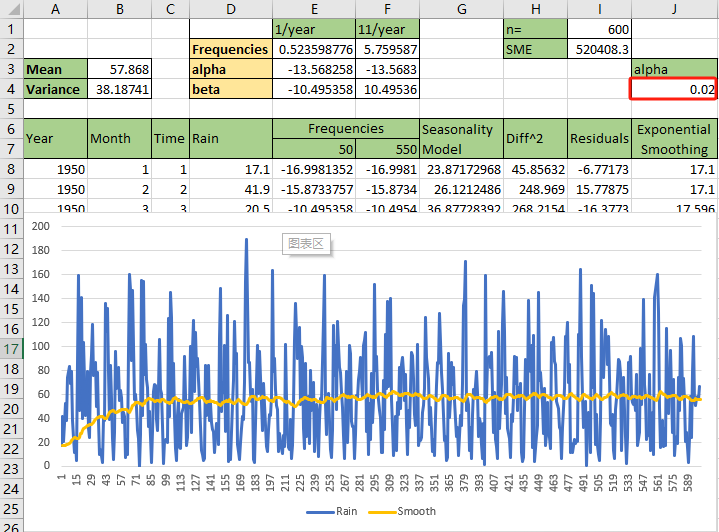 A B C D E F G H I J
1 1/year 11/year n= 600
2 Frequencies 0.523598776 5.759587 SME 520408.3
3 Mean 57.868 alpha -13.568258 -13.5683 alpha
4 Variance 38.18741 beta -10.495358 10.49536 0.02
5
6 Year Month Time Rain Frequencies Seasonality Model Diff^2 Residuals Exponential Smoothing
7 50 550
8 1950 1 1 17.1 -16.9981352 -16.9981 23.87172968 45.85632 -6.77173 17.1
9 1950 2 2 41.9 -15.8733757 -15.8734 26.1212486 248.969 15.77875 17.1
10 1950 3 3 20.5 -10.495358 -10.4954 36.87728392 268.2154 -16.3773 17.596
11
12
13
14
15
16
17
18
19
20
21
22
23
24
25
26
图表区
200
180
160
140
120
100
80
60
40
20
0
1 15 29 43 57 71 85 99 113 127 141 155 169 183 197 211 225 239 253 267 281 295 309 323 337 351 365 379 393 407 421 435 449 463 477 491 505 519 533 547 561 575 589
Rain Smooth